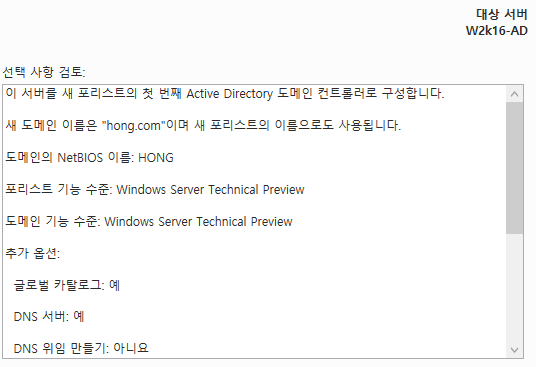 대상 서버
W2k16-AD
선택 사항 검토:
이 서버를 새 포리스트의 첫 번째 Active Directory 도메인 컨트롤러로 구성합니다.
새 도메인 이름은 "hong.com"이며 새 포리스트의 이름으로도 사용됩니다.
도메인의 NetBIOS 이름: HONG
포리스트 기능 수준: Windows Server Technical Preview
도메인 기능 수준: Windows Server Technical Preview
추가 옵션:
글로벌 카탈로그: 예
DNS 서버: 예
DNS 위임 만들기: 아니요